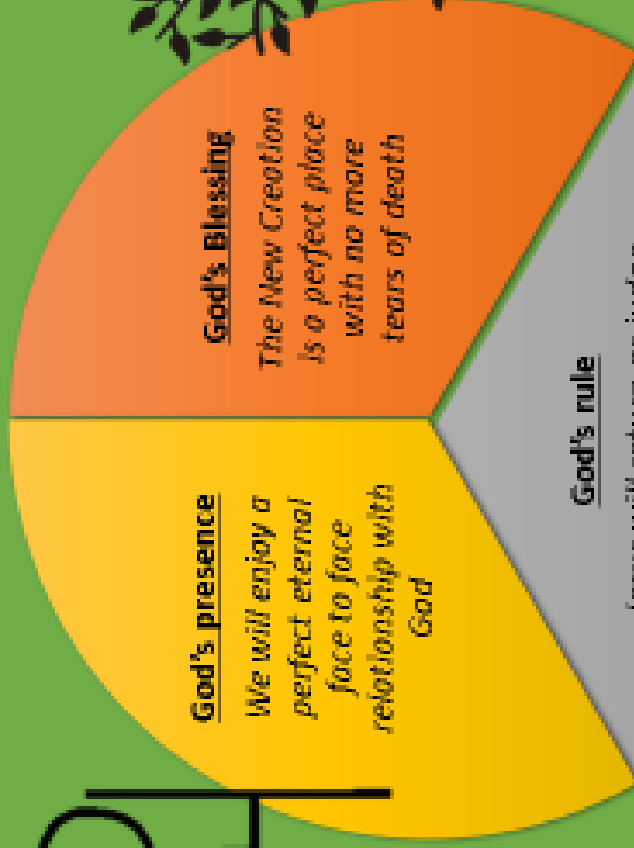 God's presence
We will enjoy a
perfect eternal
face to face
relationship with
God
God's Blessing
The New Creation
is a perfect place
with no more
tears of death
God's rule